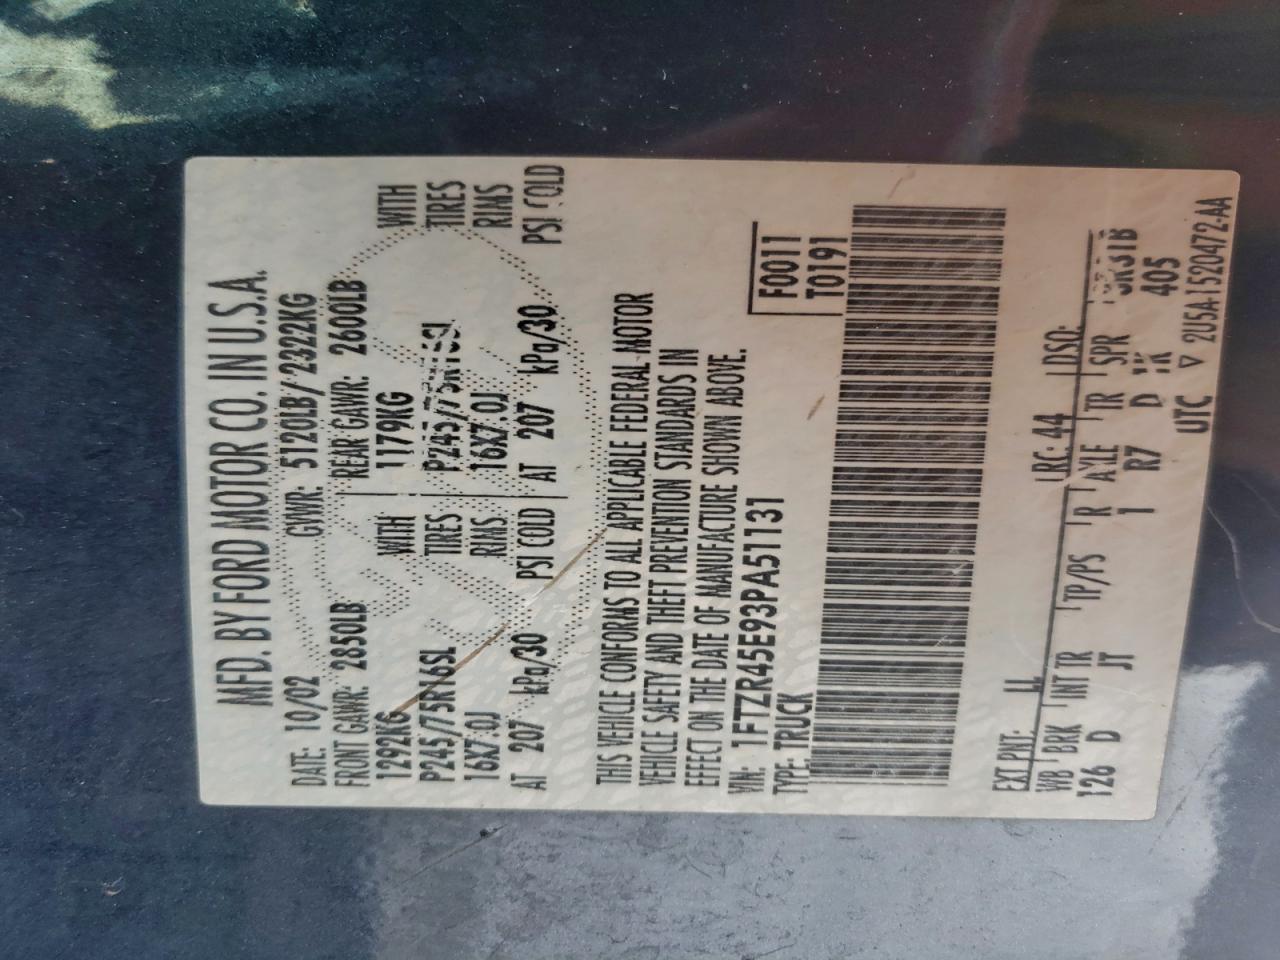 MFD. BY FORD MOTOR CO. IN U.S.A.
DATE: 10/02 GVWR: 5120LB/ 2322KG
FRONT GAWR: 2850LB REAR GAWR: 2600LB
1292KG WITH 1179KG WITH
P245/75R16SL TIRES P245/75R16SL TIRES
16X7.0J RIMS 16X7.0J RIMS
AT 207 kPa/30 PSI COLD AT 207 kPa/30 PSI COLD
THIS VEHICLE CONFORMS TO ALL APPLICABLE FEDERAL MOTOR
VEHICLE SAFETY AND THEFT PREVENTION STANDARDS IN
EFFECT ON THE DATE OF MANUFACTURE SHOWN ABOVE.
VIN: 1FTZR45E93PA51131 F0011
TYPE: TRUCK T0191
EXT PNT: LL RC: 44 DSO:
WB BRK INT TR TP/PS R AXLE TR SPR
126 D JT 1 R7 D 405
UTC ▽ 2U5A1520472-AA